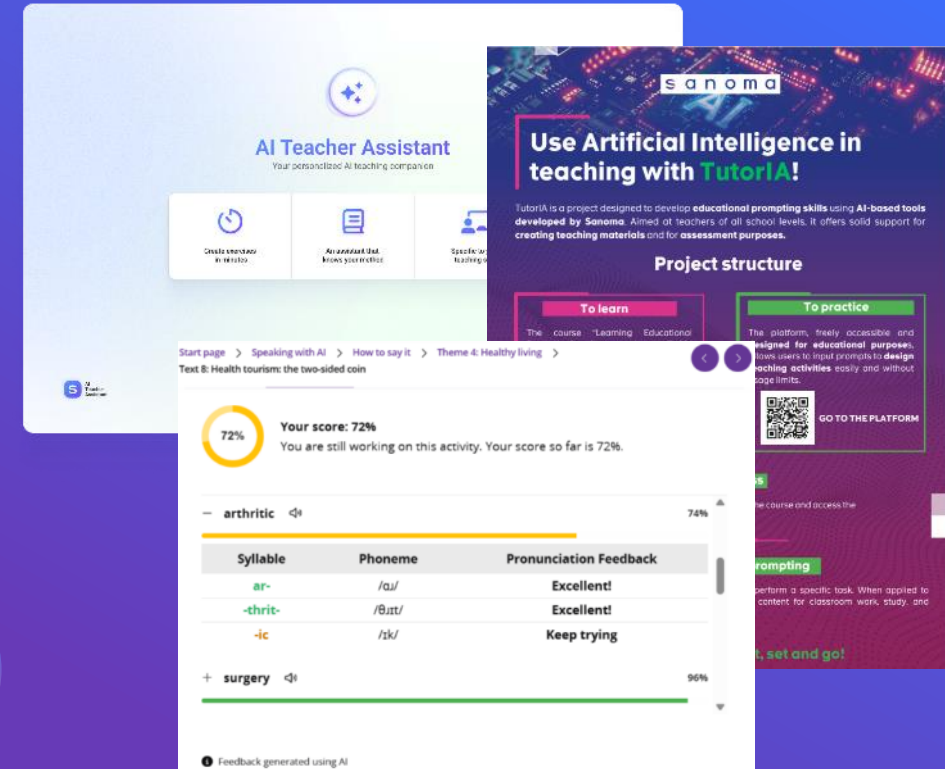 AI Teacher Assistant
Your personalized AI teaching companion
Create exercises
in minutes
An assistant that
knows your method
Specific to
teaching
S AI
Teacher
Assistant
sanoma
AI
Use Artificial Intelligence in
teaching with TutorIA!
TutorIA is a project designed to develop educational prompting skills using AI-based tools
developed by Sanoma. Aimed at teachers of all school levels, it offers solid support for
creating teaching materials and for assessment purposes.
Project structure
To learn
The course "Learning Educational
To practice
The platform, freely accessible and
designed for educational purposes,
allows users to input prompts to design
teaching activities easily and without
usage limits.
GO TO THE PLATFORM
the course and access the
rompting
perform a specific task. When applied to
content for classroom work, study, and
t, set and go!
Start page > Speaking with AI > How to say it > Theme 4: Healthy living >
Text 8: Health tourism: the two-sided coin
72%
Your score: 72%
You are still working on this activity. Your score so far is 72%.
− arthritic 74%
Syllable Phoneme Pronunciation Feedback
ar- /ɑɹ/ Excellent!
-thrit- /θɹɪt/ Excellent!
-ic /ɪk/ Keep trying
+ surgery 96%
Feedback generated using AI